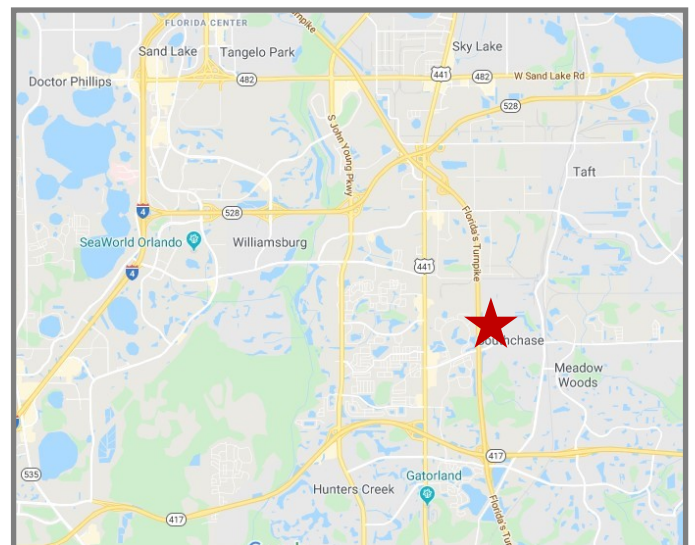 FLORIDA CENTER
Sand Lake
Tangelo Park
Sky Lake
Doctor Phillips
482
441
482
W Sand Lake Rd
528
S John Young Pkwy
Taft
4
528
Florida's Turnpike
SeaWorld Orlando
Williamsburg
4
441
Meadow
Woods
417
535
Gatorland
Hunters Creek
417